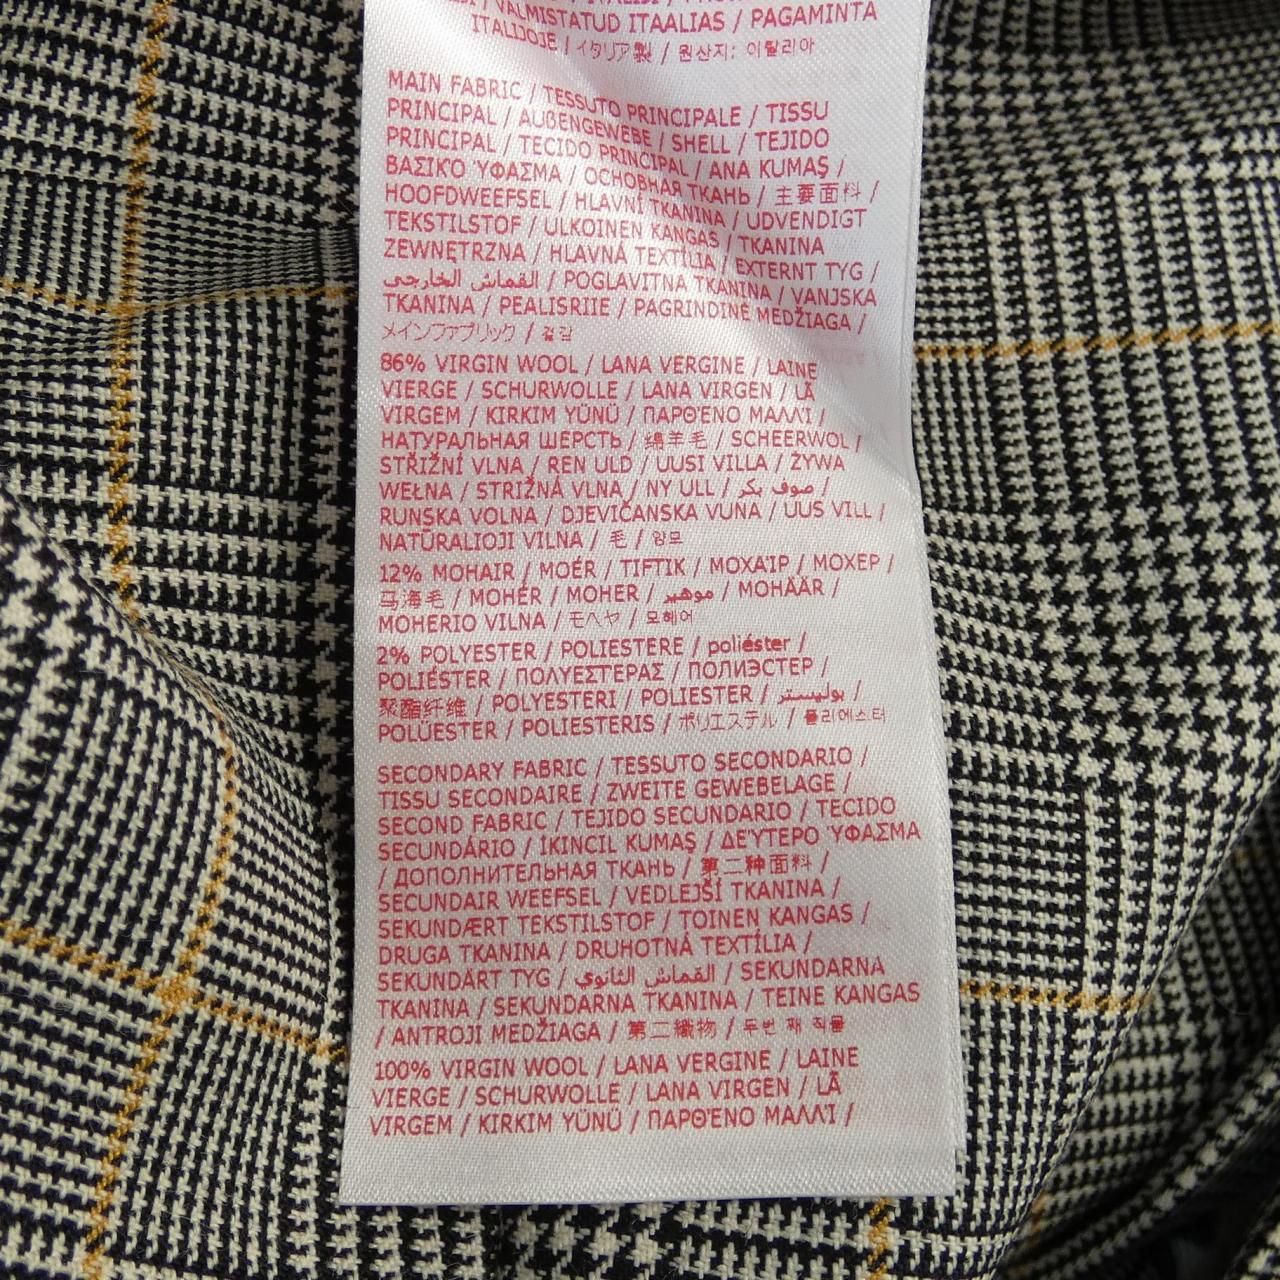 VALMISTATUD ITAALIAS / PAGAMINTA
ITALIJOJE / イタリア製 / 원산지: 이탈리아
MAIN FABRIC / TESSUTO PRINCIPALE / TISSU
PRINCIPAL / AUßENGEWEBE / SHELL / TEJIDO
PRINCIPAL / TECIDO PRINCIPAL / ANA KUMAŞ /
ΒΑΣΙΚΌ ΎΦΑΣΜΑ / ОСНОВНАЯ ТКАНЬ / 主要面料 /
HOOFDWEEFSEL / HLAVNÍ TKANINA / UDVENDIGT
TEKSTILSTOF / ULKOINEN KANGAS / TKANINA
ZEWNĘTRZNA / HLAVNÁ TEXTÍLIA / EXTERNT TYG /
القماش الخارجي / POGLAVITNA TKANINA / VANJSKA
TKANINA / PEALISRIIE / PAGRINDINĖ MEDŽIAGA /
メインファブリック / 겉감
86% VIRGIN WOOL / LANA VERGINE / LAINE
VIERGE / SCHURWOLLE / LANA VIRGEN / LÃ
VIRGEM / KIRKIM YÜNÜ / ΠΑΡΘΈΝΟ ΜΑΛΛΊ /
НАТУРАЛЬНАЯ ШЕРСТЬ / 绵羊毛 / SCHEERWOL /
STŘIŽNÍ VLNA / REN ULD / UUSI VILLA / ŻYWA
WEŁNA / STRIŽNÁ VLNA / NY ULL / صوف بكر /
RUNSKA VOLNA / DJEVIČANSKA VUNA / UUS VILL /
NATŪRALIOJI VILNA / 毛 / 양모
12% MOHAIR / MOÉR / TIFTIK / ΜΟΧΑΊΡ / МОХЕР /
马海毛 / MOHÉR / MOHER / موهير / MOHÄÄR /
MOHERIO VILNA / モヘヤ / 모헤어
2% POLYESTER / POLIESTERE / poliéster /
POLIÉSTER / ΠΟΛΥΕΣΤΕΡΑΣ / ПОЛИЭСТЕР /
聚酯纤维 / POLYESTERI / POLIESTER / بوليستر /
POLÜESTER / POLIESTERIS / ポリエステル / 폴리에스터
SECONDARY FABRIC / TESSUTO SECONDARIO /
TISSU SECONDAIRE / ZWEITE GEWEBELAGE /
SECOND FABRIC / TEJIDO SECUNDARIO / TECIDO
SECUNDÁRIO / İKINCIL KUMAŞ / ΔΕΎΤΕΡΟ ΎΦΑΣΜΑ
/ ДОПОЛНИТЕЛЬНАЯ ТКАНЬ / 第二种面料 /
SECUNDAIR WEEFSEL / VEDLEJŠÍ TKANINA /
SEKUNDÆRT TEKSTILSTOF / TOINEN KANGAS /
DRUGA TKANINA / DRUHOTNÁ TEXTÍLIA /
SEKUNDÄRT TYG / القماش الثانوي / SEKUNDARNA
TKANINA / SEKUNDARNA TKANINA / TEINE KANGAS
/ ANTROJI MEDŽIAGA / 第二織物 / 두번 째 직물
100% VIRGIN WOOL / LANA VERGINE / LAINE
VIERGE / SCHURWOLLE / LANA VIRGEN / LÃ
VIRGEM / KIRKIM YÜNÜ / ΠΑΡΘΈΝΟ ΜΑΛΛΊ /